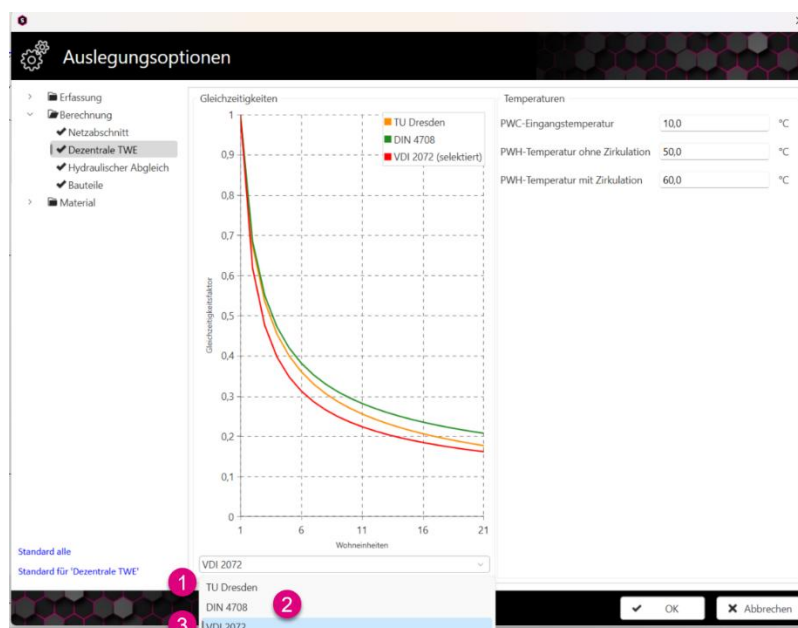 S
Auslegungsoptionen
Erfassung
Berechnung
Netzabschnitt
Dezentrale TWE
Hydraulischer Abgleich
Bauteile
Material
Standard alle
Standard für 'Dezentrale TWE'
Gleichzeitigkeiten
TU Dresden
DIN 4708
VDI 2072 (selektiert)
Gleichzeitigkeitsfaktor
1
0,9
0,8
0,7
0,6
0,5
0,4
0,3
0,2
0,1
0
1 6 11 16 21
Wohneinheiten
VDI 2072
1 TU Dresden
DIN 4708 2
3 VDI 2072
Temperaturen
PWC-Eingangstemperatur 10,0 °C
PWH-Temperatur ohne Zirkulation 50,0 °C
PWH-Temperatur mit Zirkulation 60,0 °C
OK Abbrechen